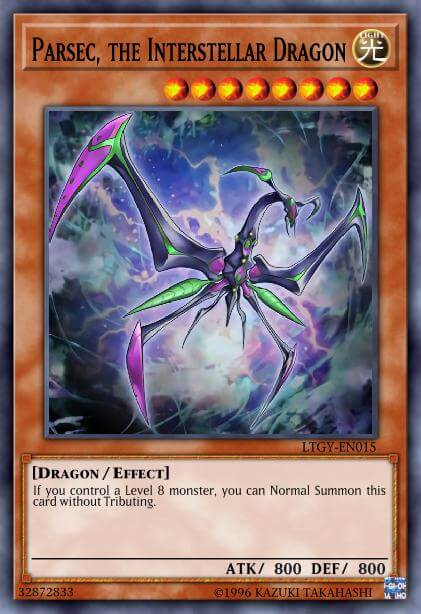 PARSEC, THE INTERSTELLAR DRAGON
LIGHT
光
LTGY-EN015
[DRAGON / EFFECT]
If you control a Level 8 monster, you can Normal Summon this
card without Tributing.
ATK/ 800 DEF/ 800
32872833
©1996 KAZUKI TAKAHASHI